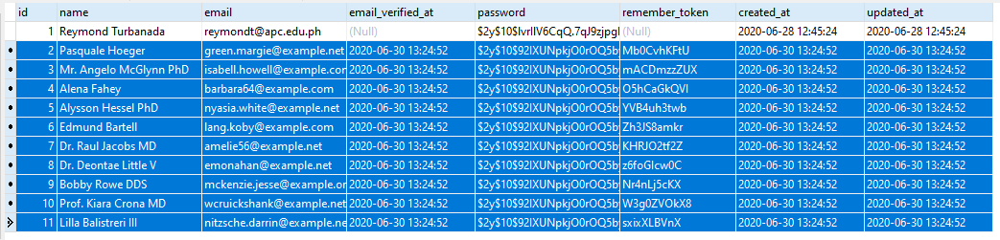 id name email email_verified_at password remember_token created_at updated_at
1 Reymond Turbanada reymondt@apc.edu.ph (Null) (Null) 2020-06-28 12:45:24 2020-06-28 12:45:24
2 Pasquale Hoeger green.margie@example.net 2020-06-30 13:24:52 $2y$10$92IXUNpkjO0rOQ5by Mb0CvhKFtU 2020-06-30 13:24:52 2020-06-30 13:24:52
3 Mr. Angelo McGlynn PhD isabell.howell@example.com 2020-06-30 13:24:52 $2y$10$92IXUNpkjO0rOQ5by mACDmzzZUX 2020-06-30 13:24:52 2020-06-30 13:24:52
4 Alena Fahey barbara64@example.com 2020-06-30 13:24:52 $2y$10$92IXUNpkjO0rOQ5by O5hCaGkQVI 2020-06-30 13:24:52 2020-06-30 13:24:52
5 Alysson Hessel PhD nyasia.white@example.net 2020-06-30 13:24:52 $2y$10$92IXUNpkjO0rOQ5by YVB4uh3twb 2020-06-30 13:24:52 2020-06-30 13:24:52
6 Edmund Bartell lang.koby@example.com 2020-06-30 13:24:52 $2y$10$92IXUNpkjO0rOQ5by Zh3JS8amkr 2020-06-30 13:24:52 2020-06-30 13:24:52
7 Dr. Raul Jacobs MD amelie56@example.net 2020-06-30 13:24:52 $2y$10$92IXUNpkjO0rOQ5by KHRJO2tf2Z 2020-06-30 13:24:52 2020-06-30 13:24:52
8 Dr. Deontae Little V emonahan@example.net 2020-06-30 13:24:52 $2y$10$92IXUNpkjO0rOQ5by z6foGlcw0C 2020-06-30 13:24:52 2020-06-30 13:24:52
9 Bobby Rowe DDS mckenzie.jesse@example.or 2020-06-30 13:24:52 $2y$10$92IXUNpkjO0rOQ5by Nr4nLj5cKX 2020-06-30 13:24:52 2020-06-30 13:24:52
10 Prof. Kiara Crona MD wcruickshank@example.net 2020-06-30 13:24:52 $2y$10$92IXUNpkjO0rOQ5by W3g0ZVOkX8 2020-06-30 13:24:52 2020-06-30 13:24:52
11 Lilla Balistreri III nitzsche.darrin@example.ne 2020-06-30 13:24:52 $2y$10$92IXUNpkjO0rOQ5by sxixXLBVnX 2020-06-30 13:24:52 2020-06-30 13:24:52